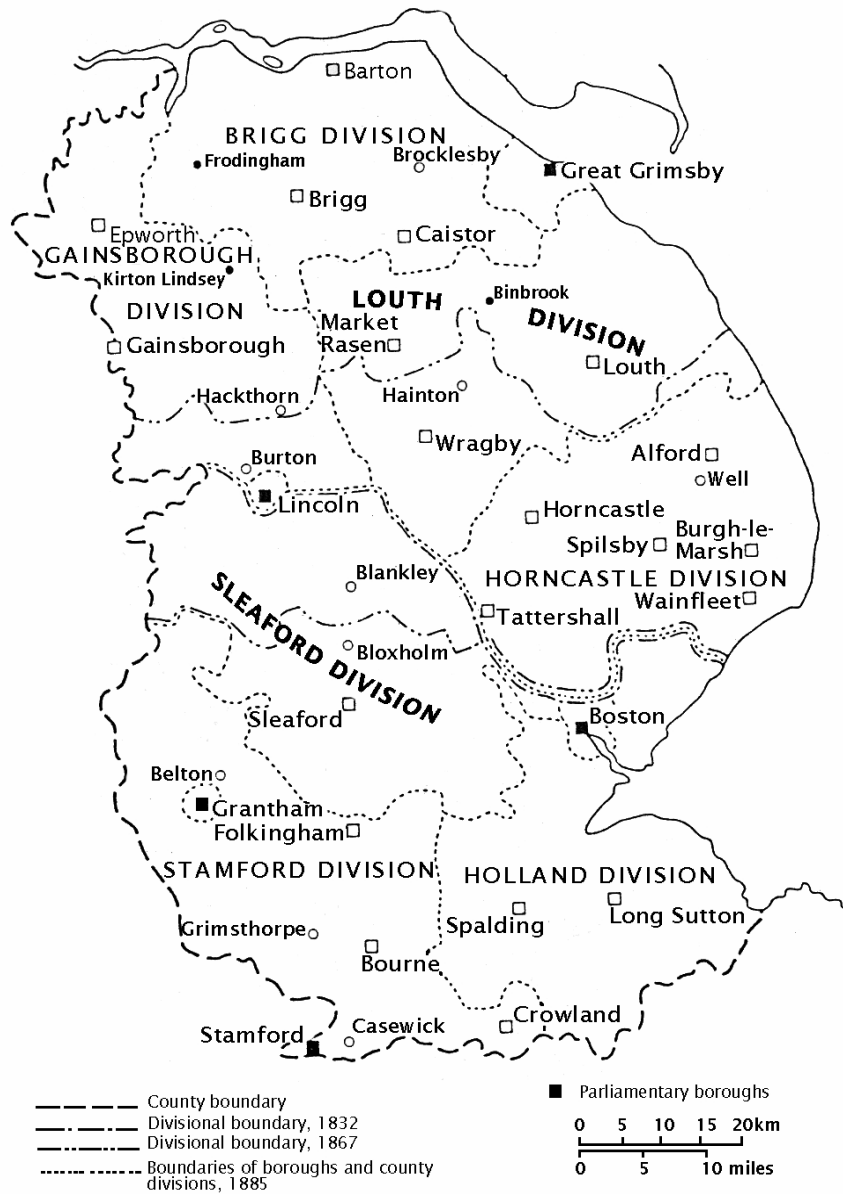 Barton
BRIGG DIVISION
Brocklesby
Frodingham
Great Grimsby
Brigg
Epworth
Caistor
GAINSBOROUGH
Kirton Lindsey
DIVISION
LOUTH
Binbrook
DIVISION
Market
Rasen
Gainsborough
Louth
Hackthorn
Hainton
Wragby
Alford
Burton
Well
Lincoln
Horncastle
Burgh-le-
Marsh
Spilsby
Blankley
HORNCASTLE DIVISION
Wainfleet
Tattershall
SLEAFORD DIVISION
Bloxholm
Sleaford
Boston
Belton
Grantham
Folkingham
STAMFORD DIVISION
HOLLAND DIVISION
Long Sutton
Spalding
Grimsthorpe
Bourne
Crowland
Stamford
Casewick
County boundary
Divisional boundary, 1832
Divisional boundary, 1867
Boundaries of boroughs and county
divisions, 1885
Parliamentary boroughs
0 5 10 15 20km
0 5 10 miles